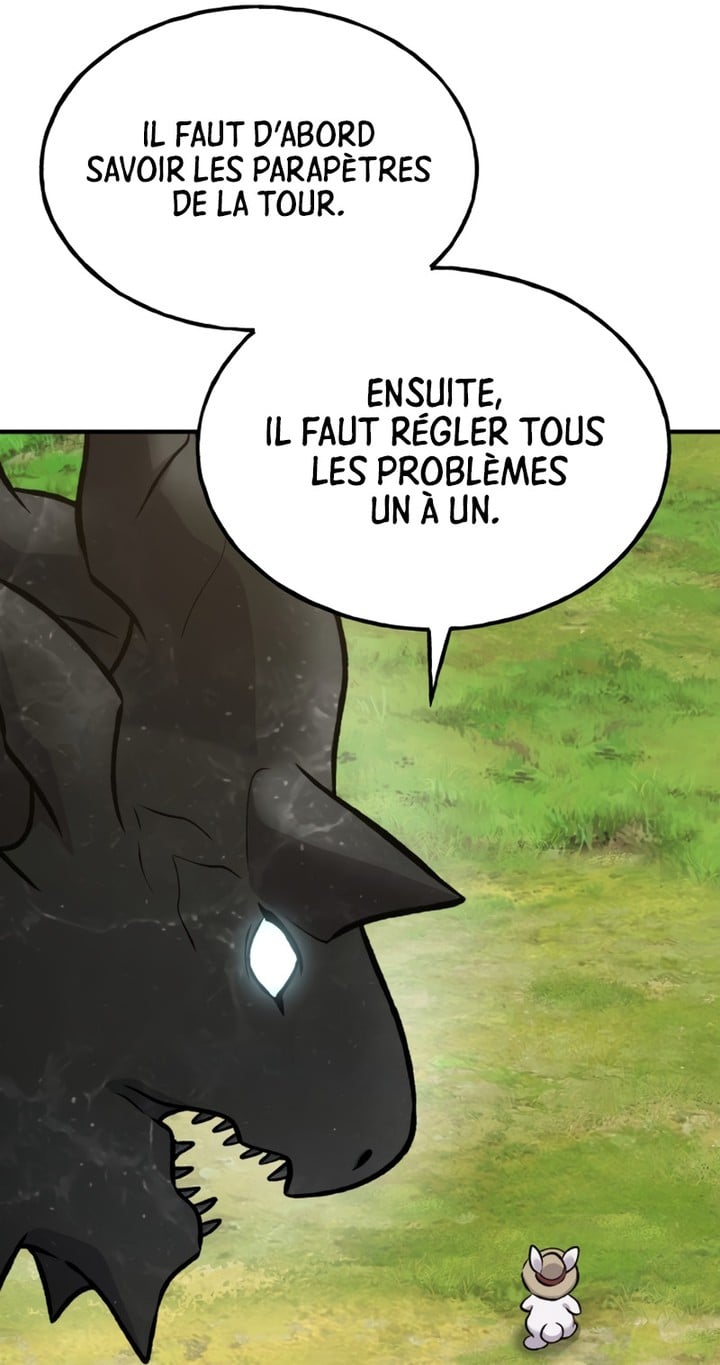 IL FAUT D'ABORD
SAVOIR LES PARAPÈTRES
DE LA TOUR.
ENSUITE,
IL FAUT RÉGLER TOUS
LES PROBLÈMES
UN À UN.